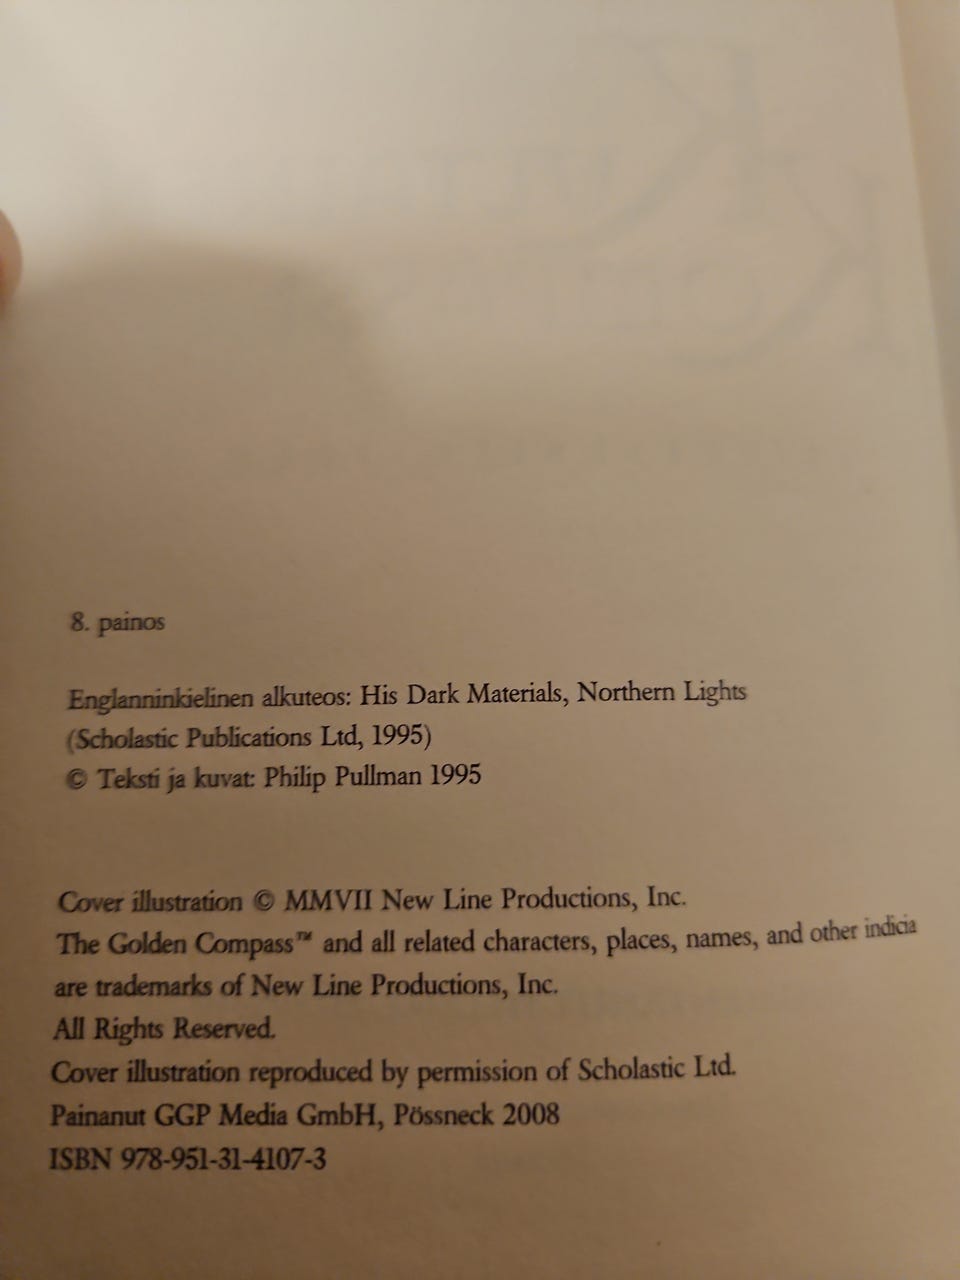 8. painos
Englanninkielinen alkuteos: His Dark Materials, Northern Lights
(Scholastic Publications Ltd, 1995)
© Teksti ja kuvat: Philip Pullman 1995
Cover illustration © MMVII New Line Productions, Inc.
The Golden Compass™ and all related characters, places, names, and other indicia
are trademarks of New Line Productions, Inc.
All Rights Reserved.
Cover illustration reproduced by permission of Scholastic Ltd.
Painanut GGP Media GmbH, Pössneck 2008
ISBN 978-951-31-4107-3